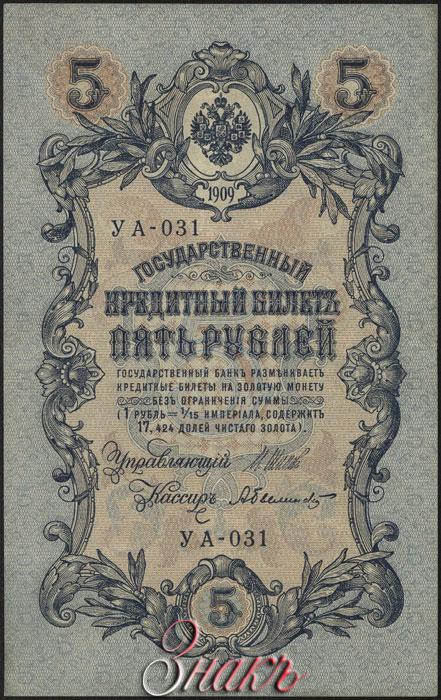 5 5
1909
УА-031
ГОСУДАРСТВЕННЫЙ
КРЕДИТНЫЙ БИЛЕТЪ
ПЯТЬ РУБЛЕЙ
ГОСУДАРСТВЕННЫЙ БАНКЪ РАЗМѢНИВАЕТЪ
КРЕДИТНЫЕ БИЛЕТЫ НА ЗОЛОТУЮ МОНЕТУ
БЕЗЪ ОГРАНИЧЕНІЯ СУММЫ
(1 РУБЛЬ = 1/15 ИМПЕРІАЛА, СОДЕРЖИТЪ
17,424 ДОЛЕЙ ЧИСТАГО ЗОЛОТА).
Управляющій
Кассиръ
УА-031
5
Знакъ